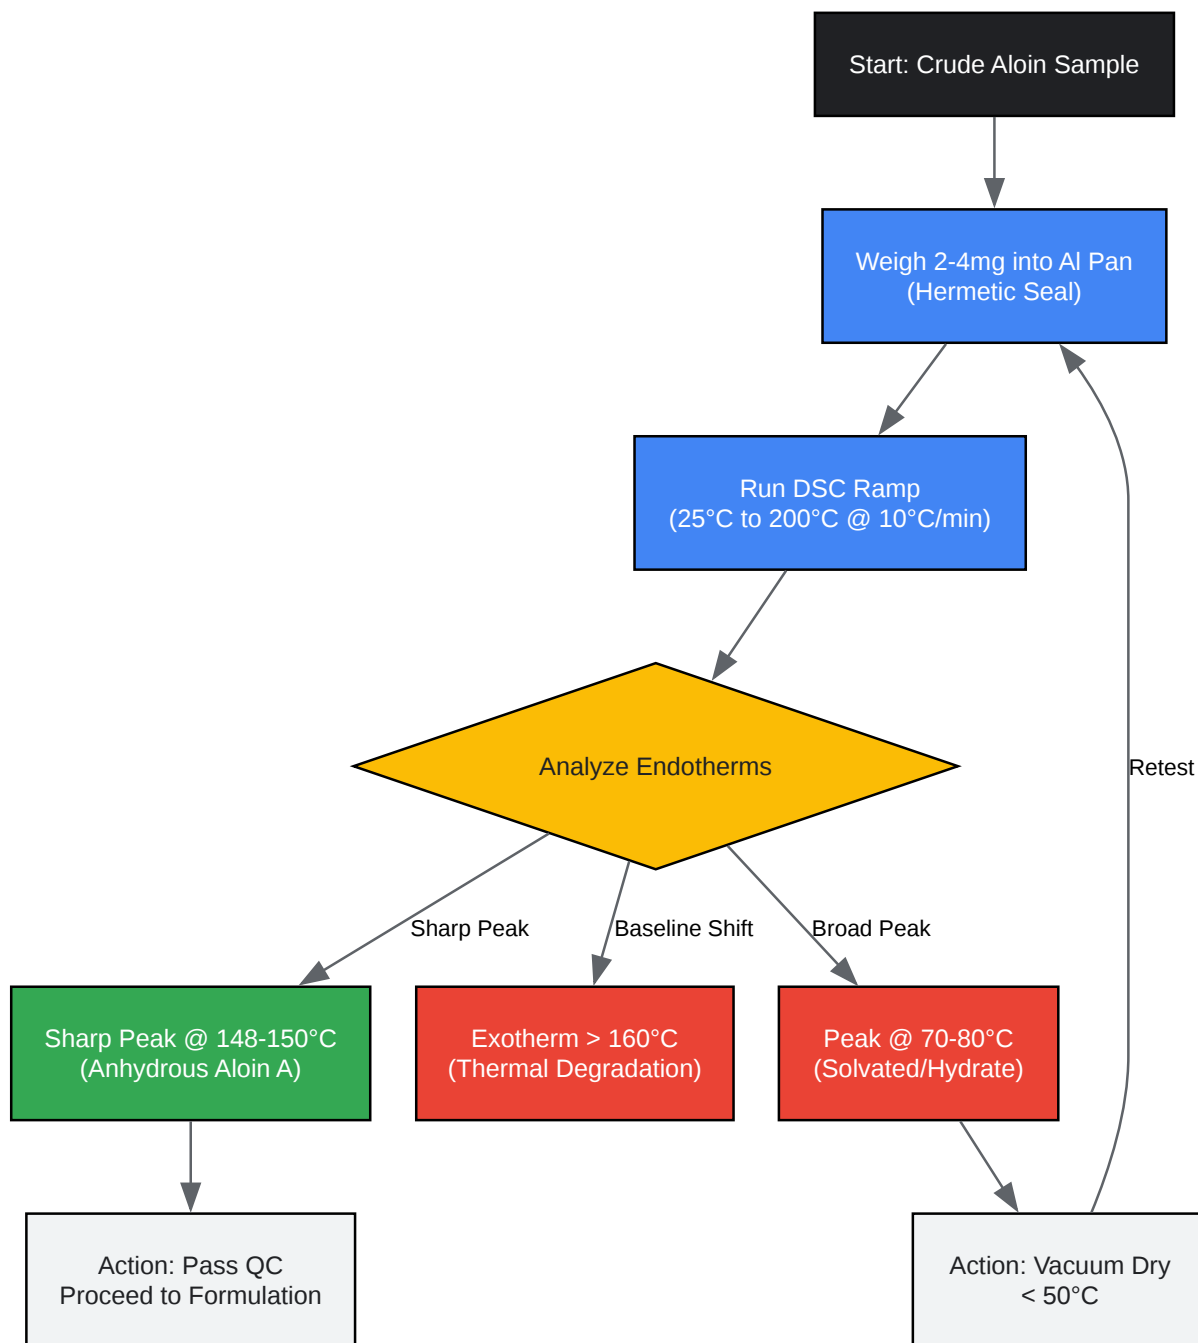 Start: Crude Aloin Sample
Weigh 2-4mg into Al Pan
(Hermetic Seal)
Run DSC Ramp
(25°C to 200°C @ 10°C/min)
Analyze Endotherms
Retest
Sharp Peak
Baseline Shift
Broad Peak
Sharp Peak @ 148-150°C
(Anhydrous Aloin A)
Exotherm > 160°C
(Thermal Degradation)
Peak @ 70-80°C
(Solvated/Hydrate)
Action: Pass QC
Proceed to Formulation
Action: Vacuum Dry
< 50°C